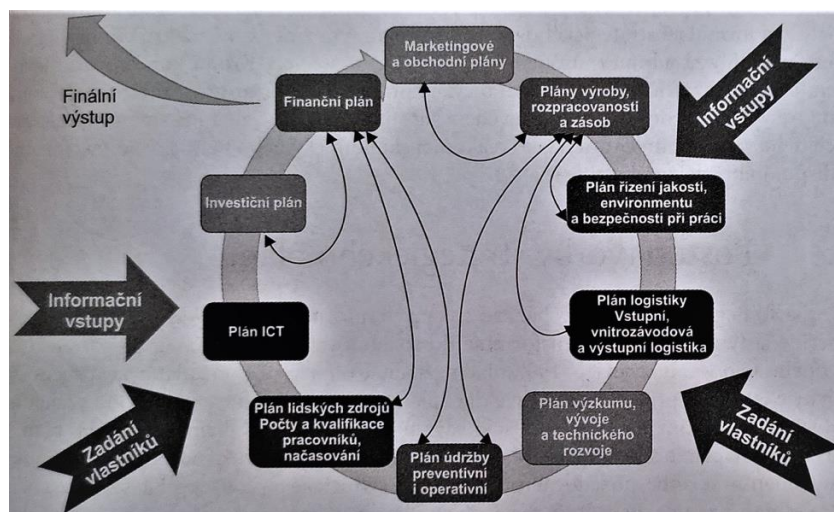 Marketingové
a obchodní plány
Finální
výstup
Finanční plán
Plány výroby,
rozpracovanosti
a zásob
Informační
vstupy
Investiční plán
Plán řízení jakosti,
environmentu
a bezpečnosti při práci
Informační
vstupy
Plán ICT
Plán logistiky
Vstupní,
vnitrozávodová
a výstupní logistika
Zadání
vlastníků
Plán lidských zdrojů
Počty a kvalifikace
pracovníků,
načasování
Plán údržby
preventivní
i operativní
Plán výzkumu,
vývoje
a technického
rozvoje
Zadání
vlastníků